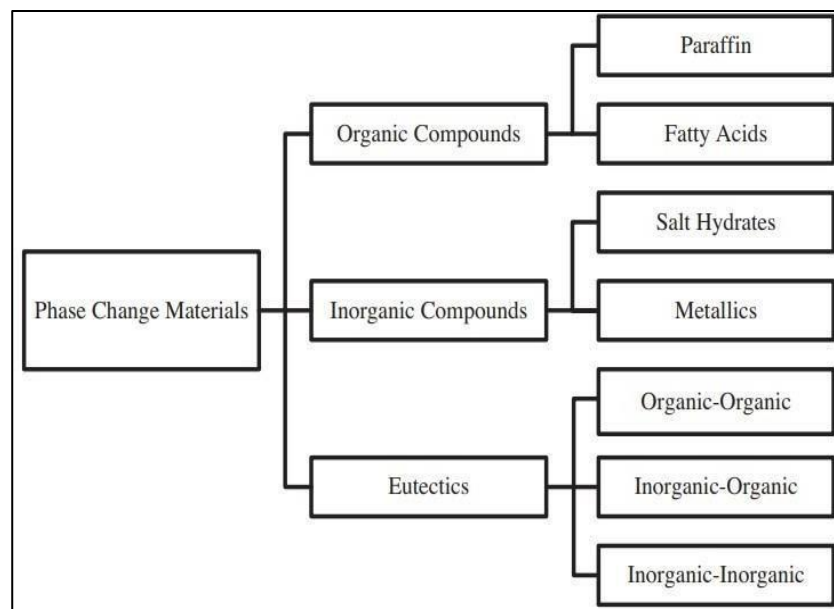 Paraffin
Organic Compounds
Fatty Acids
Salt Hydrates
Phase Change Materials
Inorganic Compounds
Metallics
Organic-Organic
Eutectics
Inorganic-Organic
Inorganic-Inorganic